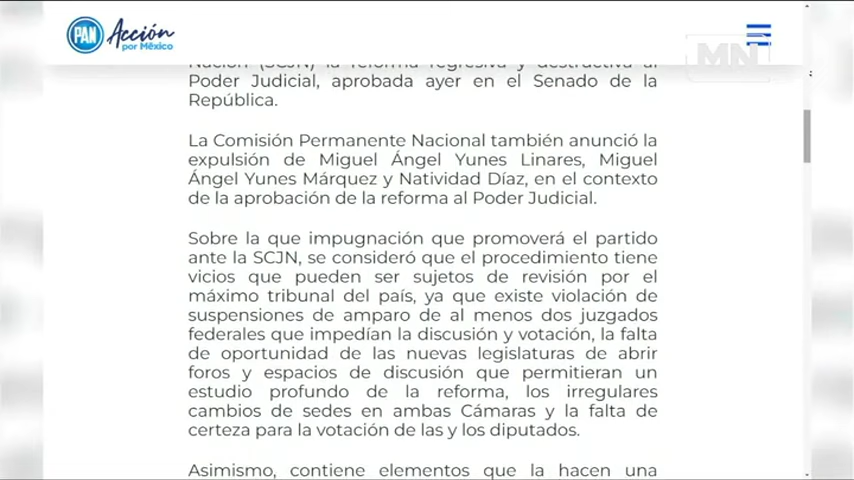 PAN
Acción
por México
MN
Nación (SCJN) la reforma regresiva y destructiva al
Poder Judicial, aprobada ayer en el Senado de la
República.
La Comisión Permanente Nacional también anunció la
expulsión de Miguel Ángel Yunes Linares, Miguel
Ángel Yunes Márquez y Natividad Díaz, en el contexto
de la aprobación de la reforma al Poder Judicial.
Sobre la que impugnación que promoverá el partido
ante la SCJN, se consideró que el procedimiento tiene
vicios que pueden ser sujetos de revisión por el
máximo tribunal del país, ya que existe violación de
suspensiones de amparo de al menos dos juzgados
federales que impedían la discusión y votación, la falta
de oportunidad de las nuevas legislaturas de abrir
foros y espacios de discusión que permitieran un
estudio profundo de la reforma, los irregulares
cambios de sedes en ambas Cámaras y la falta de
certeza para la votación de las y los diputados.
Asimismo, contiene elementos que la hacen una